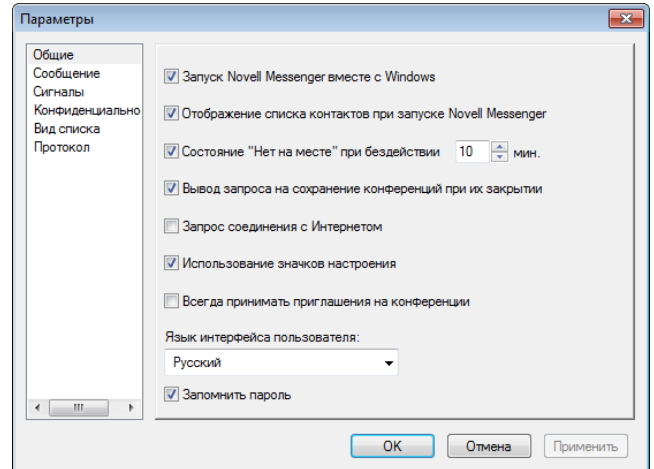 Параметры
Общие
Сообщение
Сигналы
Конфиденциально
Вид списка
Протокол
Запуск Novell Messenger вместе с Windows
Отображение списка контактов при запуске Novell Messenger
Состояние "Нет на месте" при бездействии 10 мин.
Вывод запроса на сохранение конференций при их закрытии
Запрос соединения с Интернетом
Использование значков настроения
Всегда принимать приглашения на конференции
Язык интерфейса пользователя:
Русский
Запомнить пароль
OK Отмена Применить